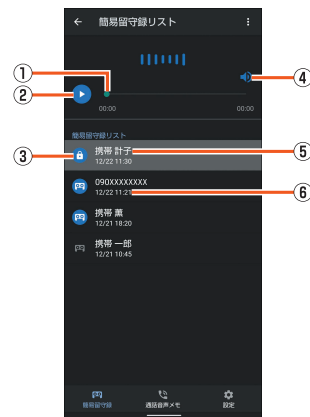 簡易留守録リスト
①
②
④
00:00 00:00
簡易留守録リスト
③
携帯 計子
⑤
12/22 11:30
090XXXXXXXX
12/22 11:21
⑥
携帯 薫
12/21 18:20
携帯 一郎
12/21 10:45
簡易留守録 通話音声メモ 設定